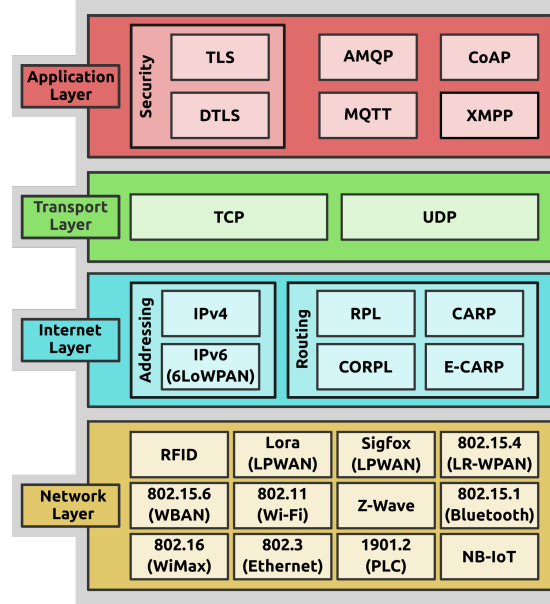 Application
Layer
Security
TLS
DTLS
AMQP
CoAP
MQTT
XMPP
Transport
Layer
TCP
UDP
Internet
Layer
Addressing
IPv4
IPv6
(6LoWPAN)
Routing
RPL
CARP
CORPL
E-CARP
Network
Layer
RFID
Lora
(LPWAN)
Sigfox
(LPWAN)
802.15.4
(LR-WPAN)
802.15.6
(WBAN)
802.11
(Wi-Fi)
Z-Wave
802.15.1
(Bluetooth)
802.16
(WiMax)
802.3
(Ethernet)
1901.2
(PLC)
NB-IoT